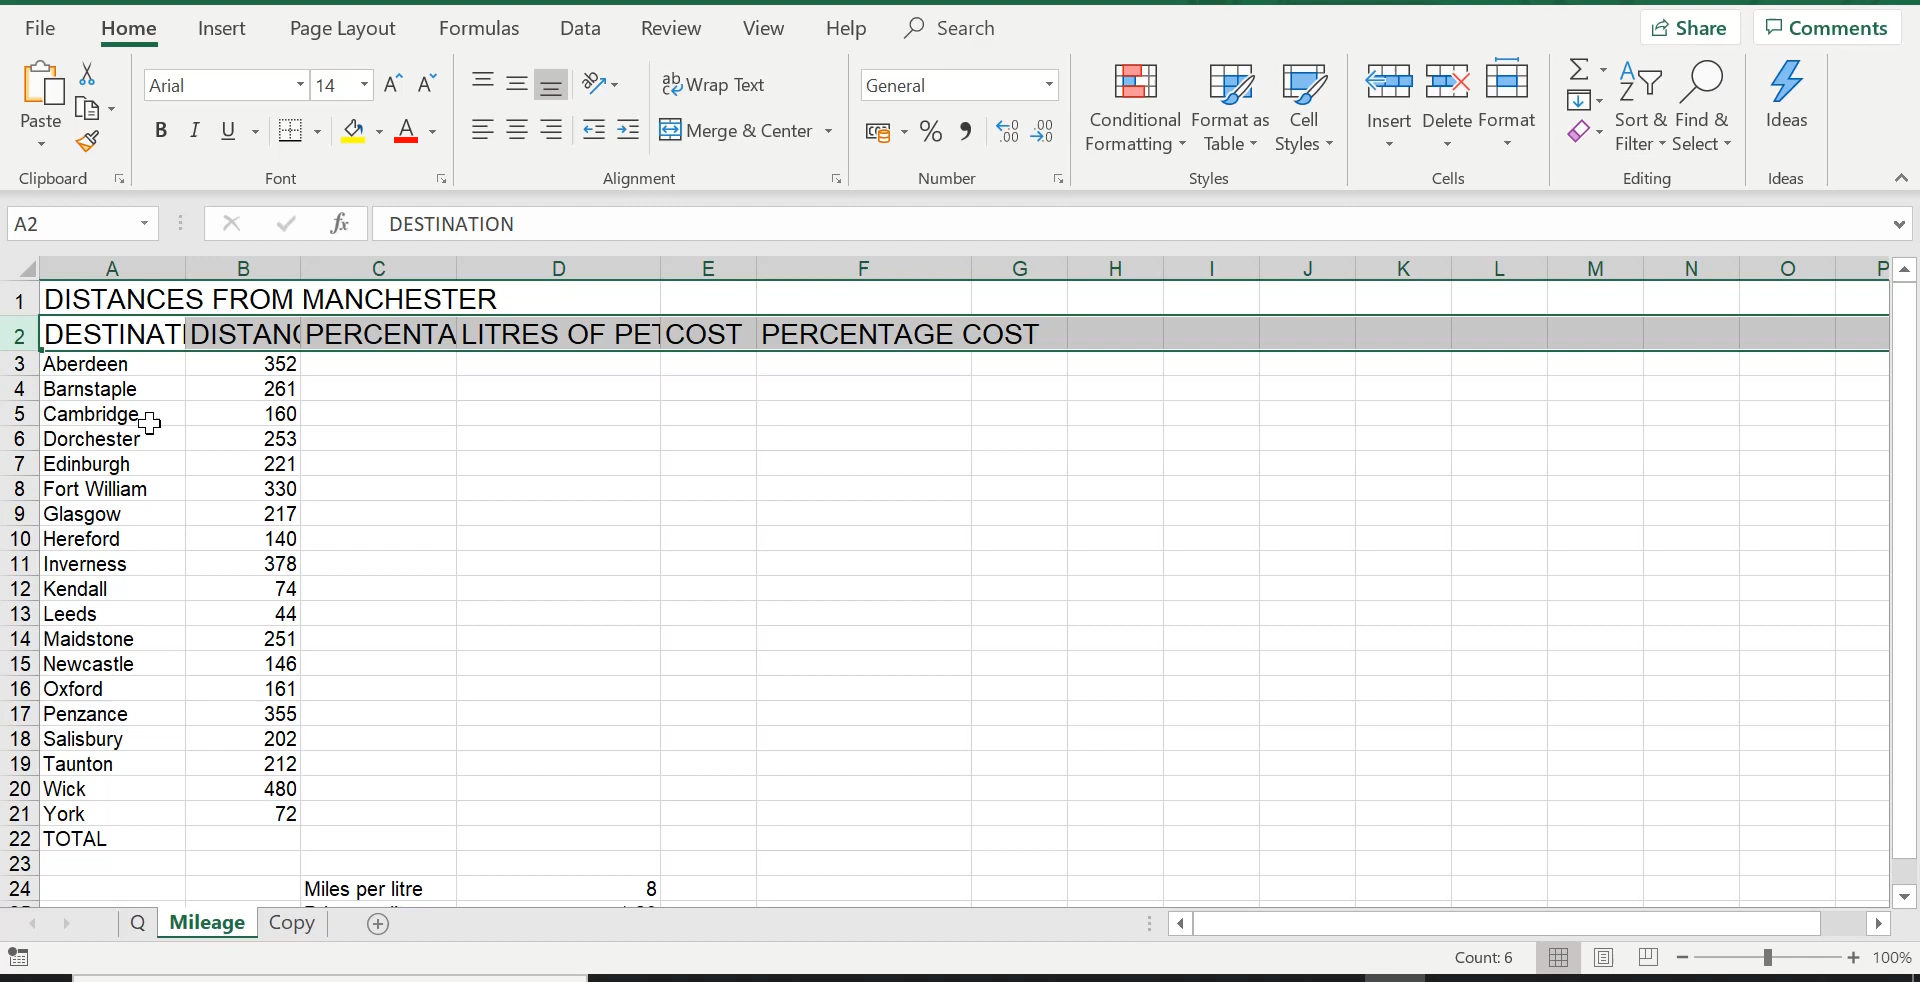 File Home Insert Page Layout Formulas Data Review View Help Search Share Comments
Arial 14 ab Wrap Text General
Paste B I U A Merge & Center % Conditional Formatting Format as Table Cell Styles Insert Delete Format Sort & Filter Find & Select Ideas
Clipboard Font Alignment Number Styles Cells Editing Ideas
A2 fx DESTINATION
A B C D E F G H I J K L M N O P
1 DISTANCES FROM MANCHESTER
2 DESTINATI DISTANC PERCENTA LITRES OF PET COST PERCENTAGE COST
3 Aberdeen 352
4 Barnstaple 261
5 Cambridge 160
6 Dorchester 253
7 Edinburgh 221
8 Fort William 330
9 Glasgow 217
10 Hereford 140
11 Inverness 378
12 Kendall 74
13 Leeds 44
14 Maidstone 251
15 Newcastle 146
16 Oxford 161
17 Penzance 355
18 Salisbury 202
19 Taunton 212
20 Wick 480
21 York 72
22 TOTAL
23
24 Miles per litre 8
Q Mileage Copy
Count: 6 100%